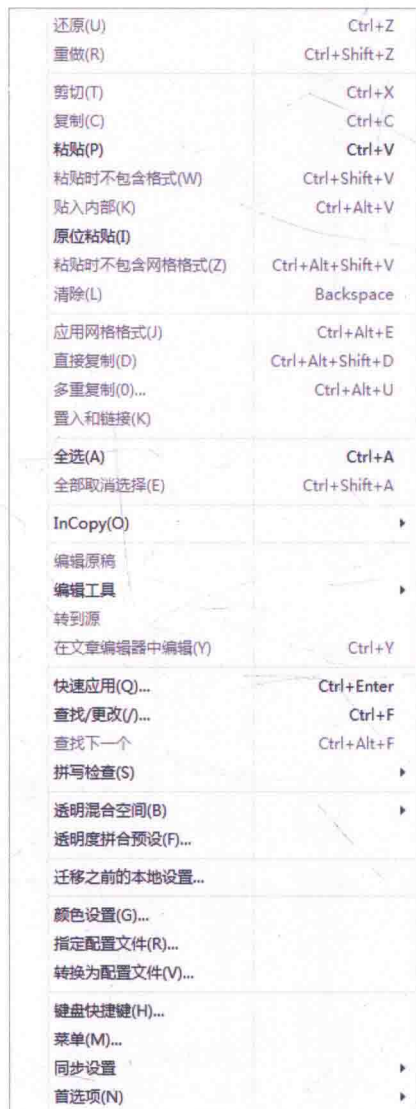 还原(U) Ctrl+Z
重做(R) Ctrl+Shift+Z
剪切(T) Ctrl+X
复制(C) Ctrl+C
粘贴(P) Ctrl+V
粘贴时不包含格式(W) Ctrl+Shift+V
贴入内部(K) Ctrl+Alt+V
原位粘贴(I)
粘贴时不包含网格格式(Z) Ctrl+Alt+Shift+V
清除(L) Backspace
应用网格格式(J) Ctrl+Alt+E
直接复制(D) Ctrl+Alt+Shift+D
多重复制(O)... Ctrl+Alt+U
置入和链接(K)
全选(A) Ctrl+A
全部取消选择(E) Ctrl+Shift+A
InCopy(O)
编辑原稿
编辑工具
转到源
在文章编辑器中编辑(Y) Ctrl+Y
快速应用(Q)... Ctrl+Enter
查找/更改(/)... Ctrl+F
查找下一个 Ctrl+Alt+F
拼写检查(S)
透明混合空间(B)
透明度拼合预设(F)...
迁移之前的本地设置...
颜色设置(G)...
指定配置文件(R)...
转换为配置文件(V)...
键盘快捷键(H)...
菜单(M)...
同步设置
首选项(N)